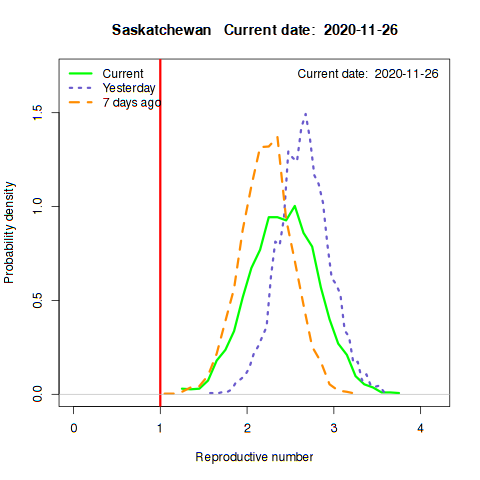 Saskatchewan Current date: 2020-11-26
Current date: 2020-11-26
Current
Yesterday
7 days ago
Probability density
0.0
0.5
1.0
1.5
0
1
2
3
4
Reproductive number